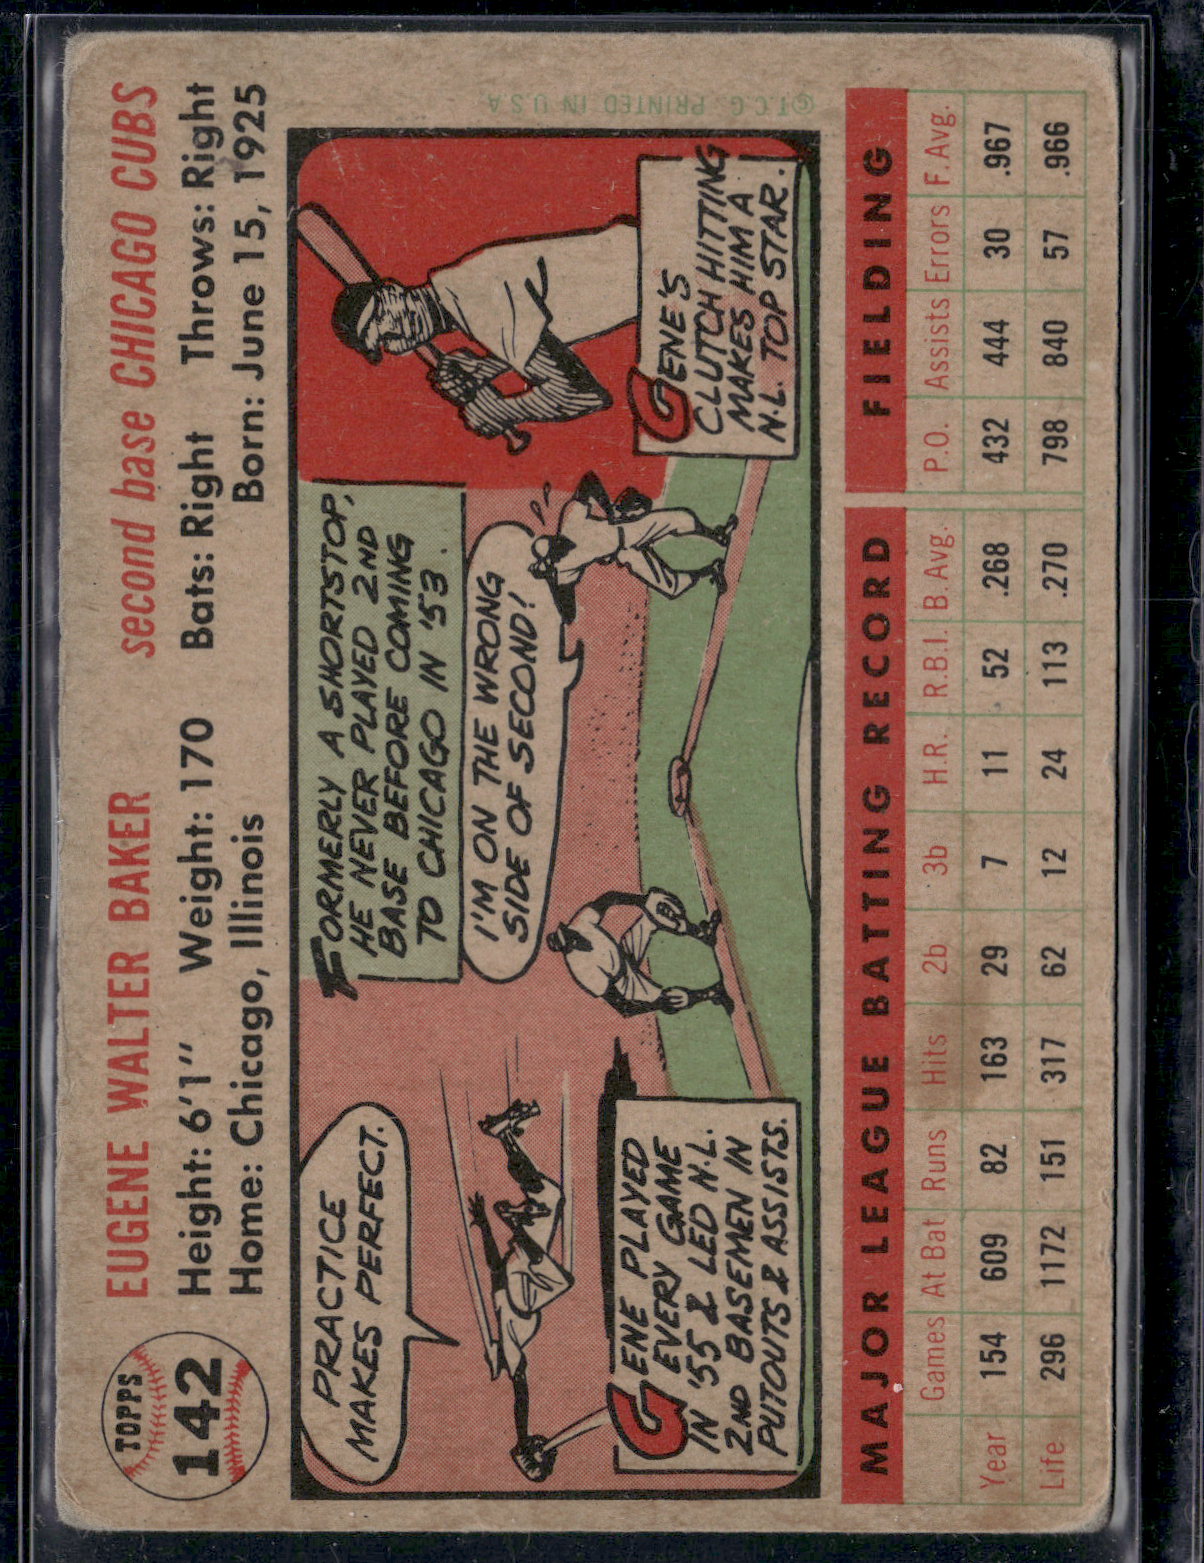 TOPPS
142
EUGENE WALTER BAKER second base CHICAGO CUBS
Height: 6'1" Weight: 170 Bats: Right Throws: Right
Home: Chicago, Illinois Born: June 15, 1925
PRACTICE
MAKES PERFECT.
GENE PLAYED
EVERY GAME
IN '55 & LED N.L.
2ND BASEMEN IN
PUTOUTS & ASSISTS.
FORMERLY A SHORTSTOP,
HE NEVER PLAYED 2ND
BASE BEFORE COMING
TO CHICAGO IN '53.
I'M ON THE WRONG
SIDE OF SECOND!
GENE'S
CLUTCH HITTING
MAKES HIM A
N.L. TOP STAR.
©T.C.G. PRINTED IN U S A
MAJOR LEAGUE BATTING RECORD FIELDING
Games At Bat Runs Hits 2b 3b H.R. R.B.I. B. Avg. P.O. Assists Errors F. Avg.
Year 154 609 82 163 29 7 11 52 .268 432 444 30 .967
Life 296 1172 151 317 62 12 24 113 .270 798 840 57 .966